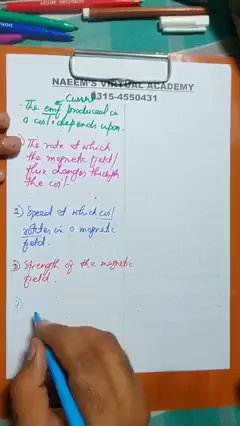 NAEEM'S VIRTUAL ACADEMY
0315-4550431
or current
The emf produced in
a coil depends upon.
1) The rate at which
the magnetic field/
flux changes through
the coil.
2) Speed at which coil
rotates in a magnetic
field.
3) Strength of the magnetic
field.